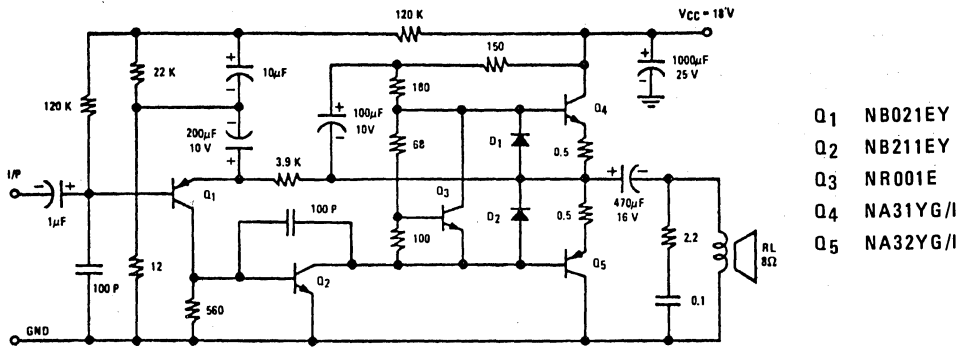 120 K
VCC = 18V
150
22 K
+
10µF
-
180
+
1000µF
25 V
120K
+
100µF
10V
-
Q4
Q1 NB021EY
200µF
10 V
-
+
68
D1
0.5
Q2 NB211EY
I/P
3.9 K
Q3 NR001E
- +
1µF
Q1
Q3
+ -
470µF
16 V
Q4 NA31YG/I
100 P
D2
0.5
2.2
RL
8Ω
Q5 NA32YG/I
100 P
12
Q2
100
Q5
560
0.1
GND